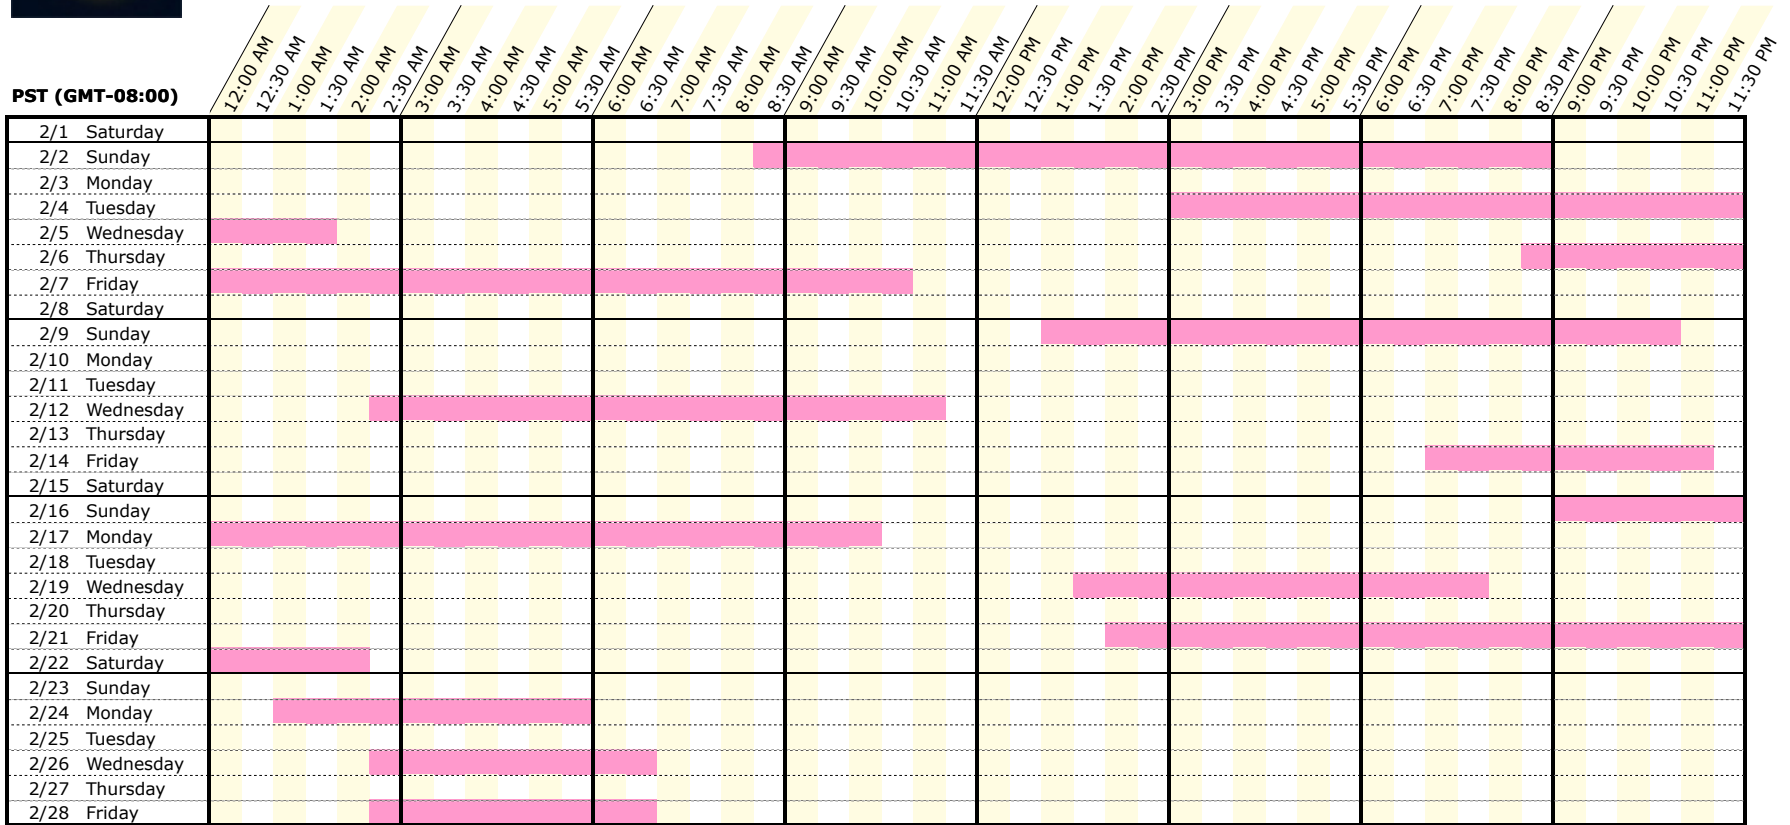 12:00 AM
12:30 AM
1:00 AM
1:30 AM
2:00 AM
2:30 AM
3:00 AM
3:30 AM
4:00 AM
4:30 AM
5:00 AM
5:30 AM
6:00 AM
6:30 AM
7:00 AM
7:30 AM
8:00 AM
8:30 AM
9:00 AM
9:30 AM
10:00 AM
10:30 AM
11:00 AM
11:30 AM
12:00 PM
12:30 PM
1:00 PM
1:30 PM
2:00 PM
2:30 PM
3:00 PM
3:30 PM
4:00 PM
4:30 PM
5:00 PM
5:30 PM
6:00 PM
6:30 PM
7:00 PM
7:30 PM
8:00 PM
8:30 PM
9:00 PM
9:30 PM
10:00 PM
10:30 PM
11:00 PM
11:30 PM
PST (GMT-08:00)
2/1 Saturday
2/2 Sunday
2/3 Monday
2/4 Tuesday
2/5 Wednesday
2/6 Thursday
2/7 Friday
2/8 Saturday
2/9 Sunday
2/10 Monday
2/11 Tuesday
2/12 Wednesday
2/13 Thursday
2/14 Friday
2/15 Saturday
2/16 Sunday
2/17 Monday
2/18 Tuesday
2/19 Wednesday
2/20 Thursday
2/21 Friday
2/22 Saturday
2/23 Sunday
2/24 Monday
2/25 Tuesday
2/26 Wednesday
2/27 Thursday
2/28 Friday